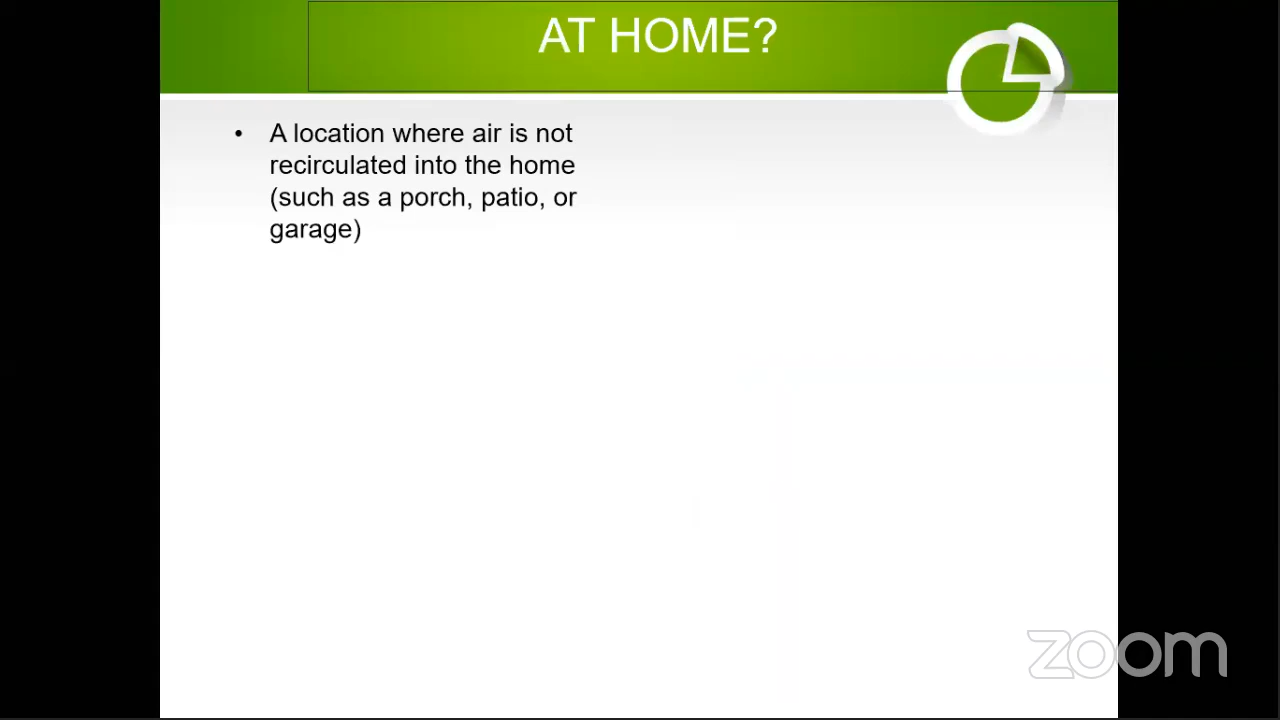 AT HOME?
• A location where air is not
recirculated into the home
(such as a porch, patio, or
garage)
zoom